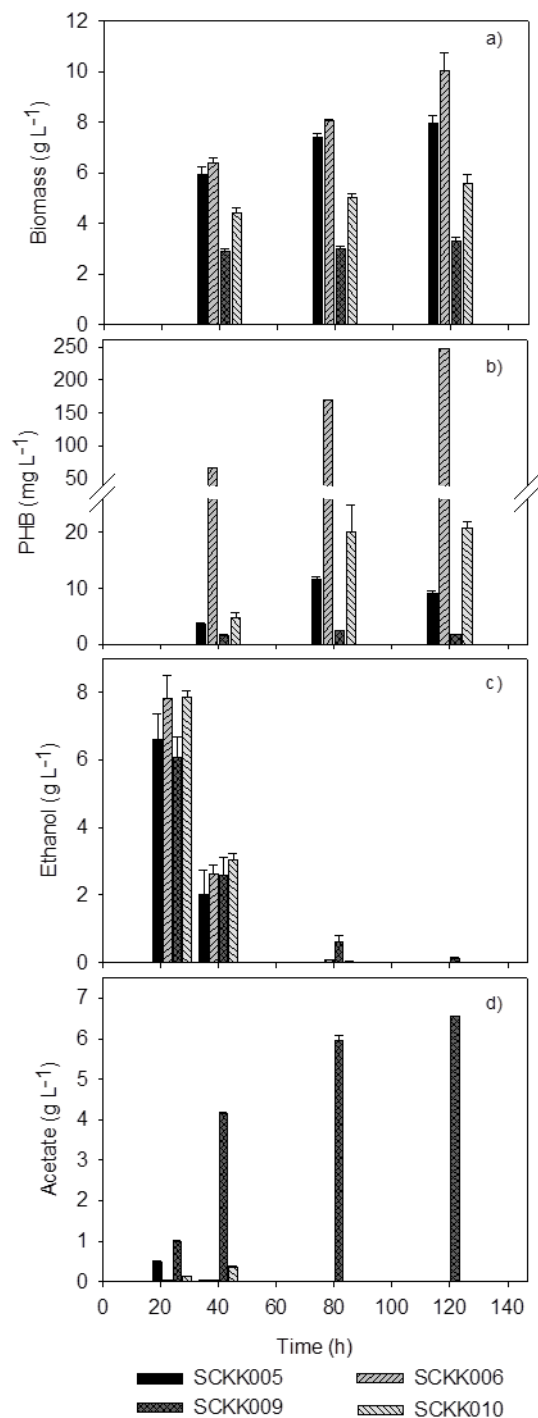 12
10
8
6
4
2
0
Biomass (g L⁻¹)
a)
250
200
150
100
50
20
10
0
PHB (mg L⁻¹)
b)
8
6
4
2
0
Ethanol (g L⁻¹)
c)
7
6
5
4
3
2
1
0
Acetate (g L⁻¹)
d)
0 20 40 60 80 100 120 140
Time (h)
SCKK005 SCKK006
SCKK009 SCKK010